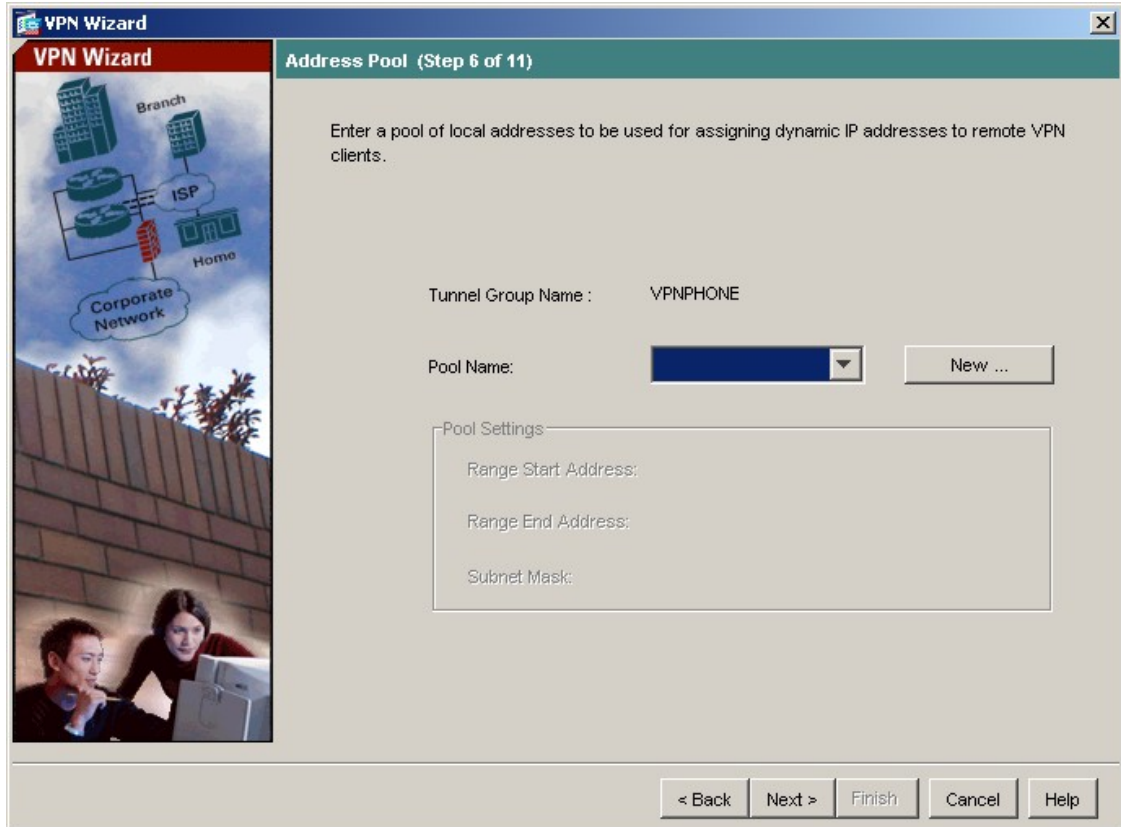 VPN Wizard
VPN Wizard
Address Pool (Step 6 of 11)
Branch
ISP
Home
Corporate
Network
Enter a pool of local addresses to be used for assigning dynamic IP addresses to remote VPN
clients.
Tunnel Group Name : VPNPHONE
Pool Name: New ...
Pool Settings
Range Start Address:
Range End Address:
Subnet Mask:
< Back Next > Finish Cancel Help